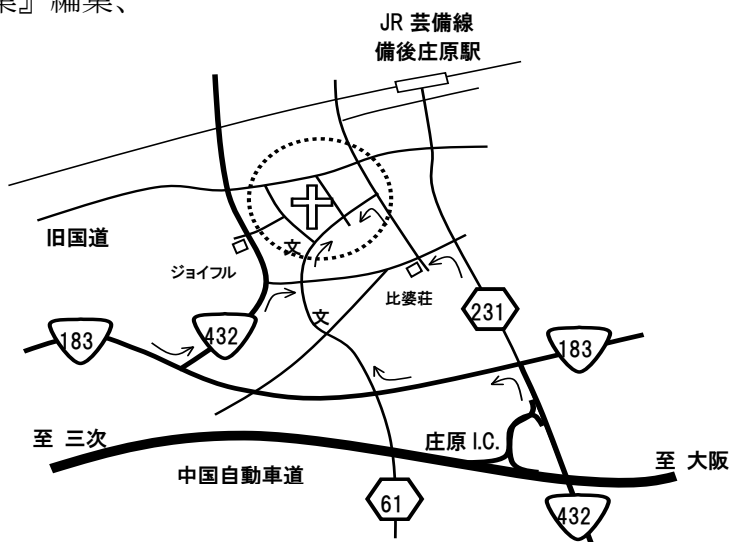 集』編集、
JR 芸備線
備後庄原駅
旧国道
文
ジョイフル
比婆荘
231
文
183
432
183
至 三次
庄原 I.C.
至 大阪
中国自動車道
61
432